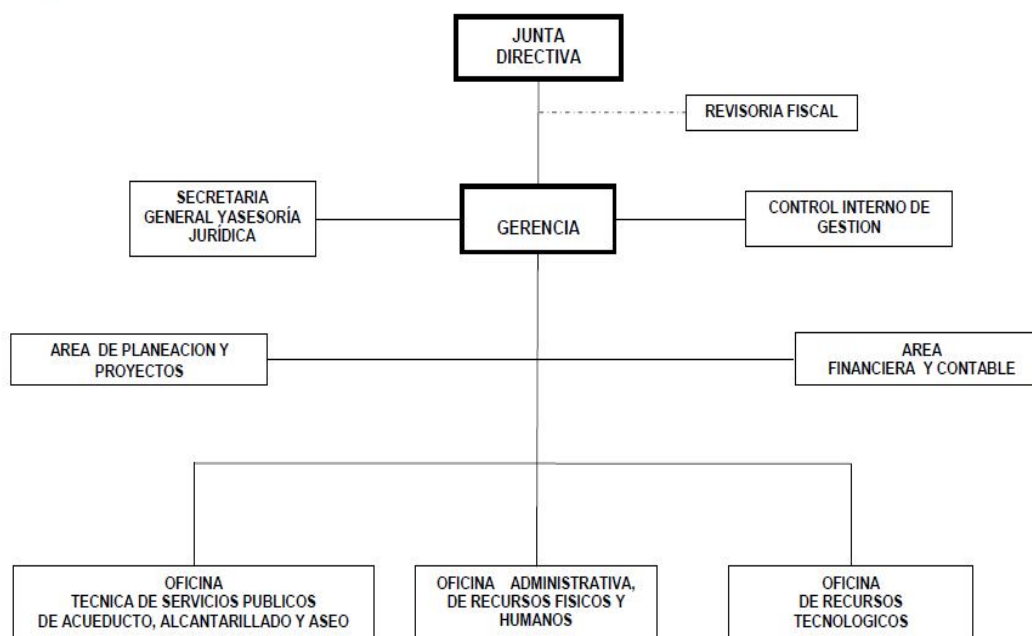 JUNTA
DIRECTIVA
REVISORIA FISCAL
SECRETARIA
GENERAL YASESORÍA
JURÍDICA
GERENCIA
CONTROL INTERNO DE
GESTION
AREA DE PLANEACION Y
PROYECTOS
AREA
FINANCIERA Y CONTABLE
OFICINA
TECNICA DE SERVICIOS PUBLICOS
DE ACUEDUCTO, ALCANTARILLADO Y ASEO
OFICINA ADMINISTRATIVA,
DE RECURSOS FISICOS Y
HUMANOS
OFICINA
DE RECURSOS
TECNOLOGICOS